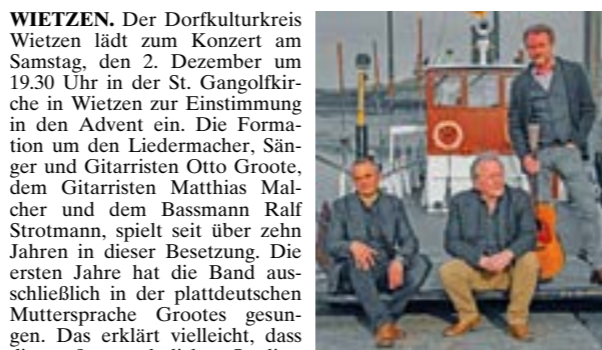 WIETZEN. Der Dorfkulturkreis
Wietzen lädt zum Konzert am
Samstag, den 2. Dezember um
19.30 Uhr in der St. Gangolfkir-
che in Wietzen zur Einstimmung
in den Advent ein. Die Forma-
tion um den Liedermacher, Sän-
ger und Gitarristen Otto Groote,
dem Gitarristen Matthias Mal-
cher und dem Bassmann Ralf
Strotmann, spielt seit über zehn
Jahren in dieser Besetzung. Die
ersten Jahre hat die Band aus-
schließlich in der plattdeutschen
Muttersprache Grootes gesun-
gen. Das erklärt vielleicht, dass